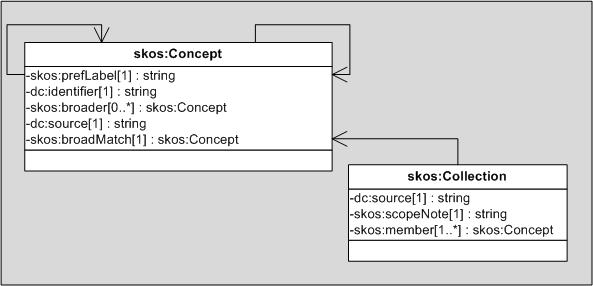 skos:Concept
-skos:prefLabel[1] : string
-dc:identifier[1] : string
-skos:broader[0..*] : skos:Concept
-dc:source[1] : string
-skos:broadMatch[1] : skos:Concept
skos:Collection
-dc:source[1] : string
-skos:scopeNote[1] : string
-skos:member[1..*] : skos:Concept